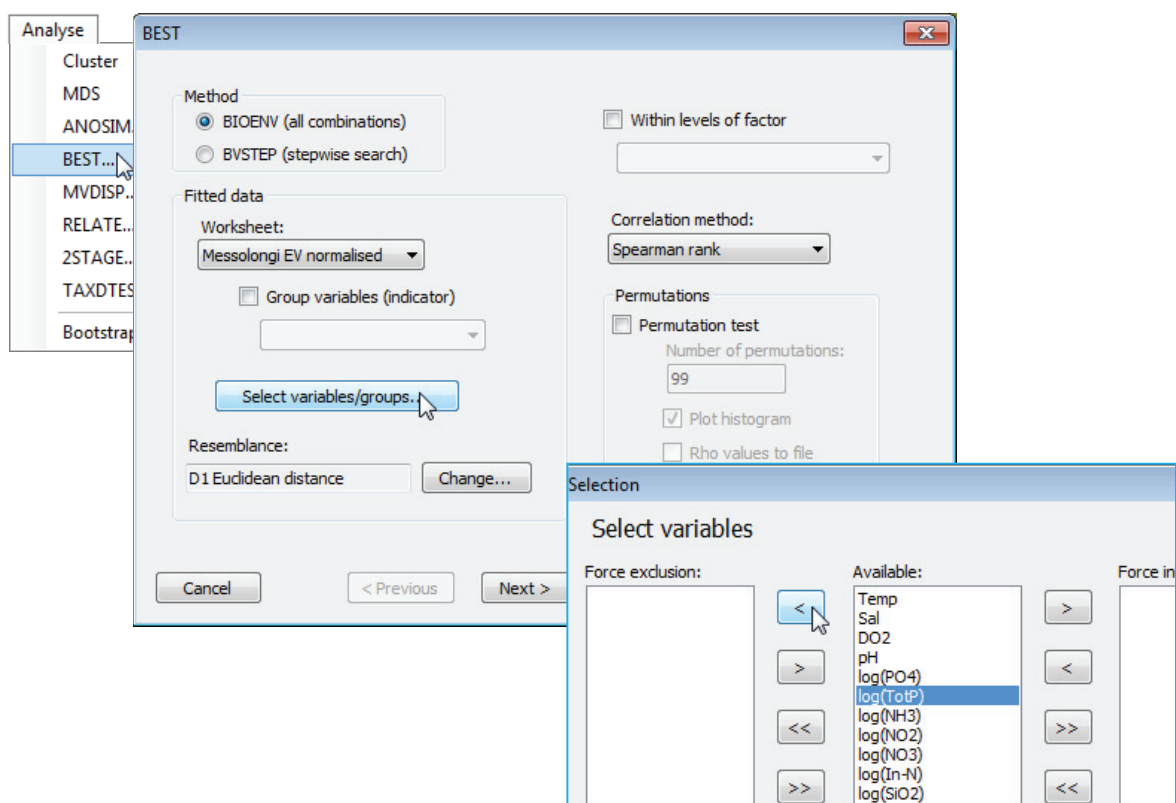 Analyse
Cluster
MDS
ANOSIM.
BEST...
MVDISP..
RELATE...
2STAGE..
TAXDTES
Bootstrap
BEST
Method
BIOENV (all combinations)
BVSTEP (stepwise search)
Fitted data
Worksheet:
Messolongi EV normalised
Group variables (indicator)
Select variables/groups...
Resemblance:
D1 Euclidean distance
Change...
Cancel
< Previous
Next >
Within levels of factor
Correlation method:
Spearman rank
Permutations
Permutation test
Number of permutations:
99
Plot histogram
Rho values to file
Selection
Select variables
Force exclusion:
<
>
<<
>>
Available:
Temp
Sal
DO2
pH
log(PO4)
log(TotP)
log(NH3)
log(NO2)
log(NO3)
log(In-N)
log(SiO2)
>
<
>>
<<
Force in